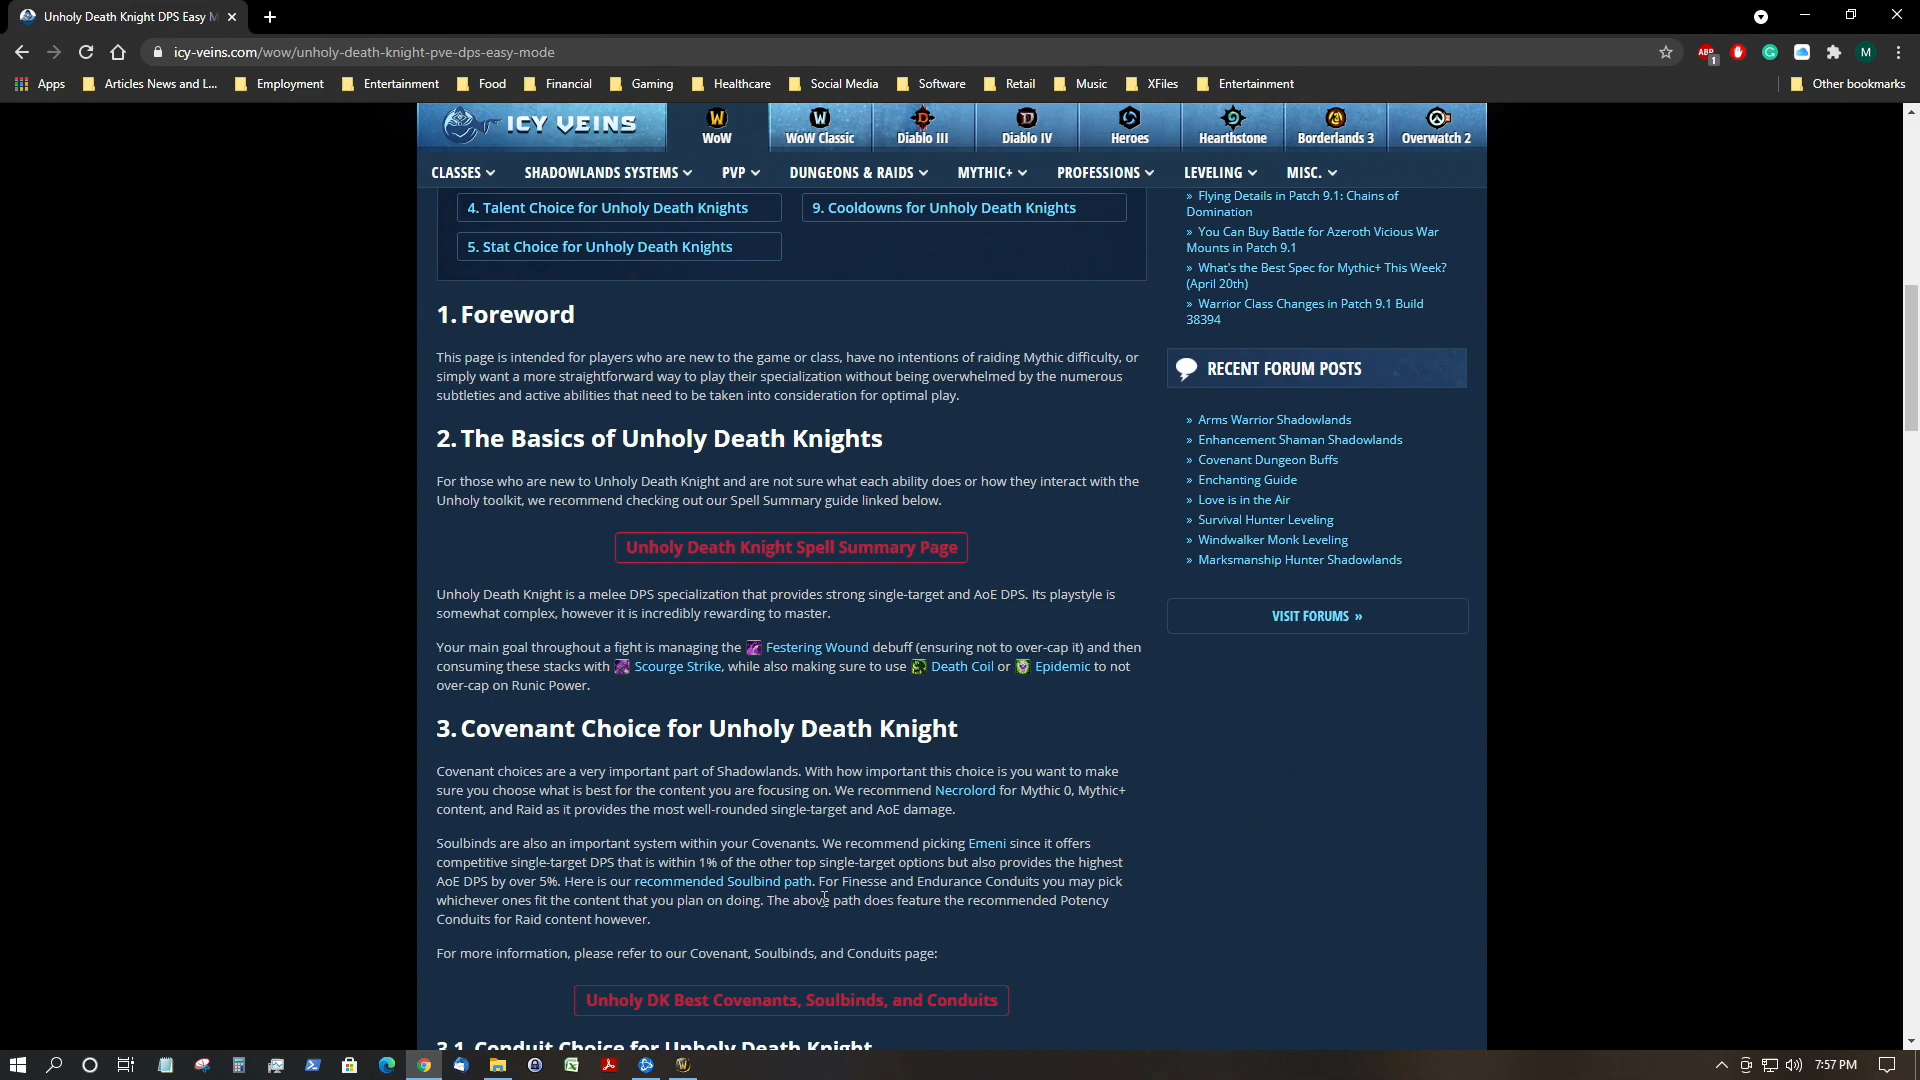 Unholy Death Knight DPS Easy M
icy-veins.com/wow/unholy-death-knight-pve-dps-easy-mode
ABP
1
M
Apps
Articles News and L...
Employment
Entertainment
Food
Financial
Gaming
Healthcare
Social Media
Software
Retail
Music
XFiles
Entertainment
Other bookmarks
ICY VEINS
WoW
WoW Classic
Diablo III
Diablo IV
Heroes
Hearthstone
Borderlands 3
Overwatch 2
CLASSES
SHADOWLANDS SYSTEMS
PVP
DUNGEONS & RAIDS
MYTHIC+
PROFESSIONS
LEVELING
MISC.
4. Talent Choice for Unholy Death Knights
9. Cooldowns for Unholy Death Knights
5. Stat Choice for Unholy Death Knights
1. Foreword
This page is intended for players who are new to the game or class, have no intentions of raiding Mythic difficulty, or
simply want a more straightforward way to play their specialization without being overwhelmed by the numerous
subtleties and active abilities that need to be taken into consideration for optimal play.
2. The Basics of Unholy Death Knights
For those who are new to Unholy Death Knight and are not sure what each ability does or how they interact with the
Unholy toolkit, we recommend checking out our Spell Summary guide linked below.
Unholy Death Knight Spell Summary Page
Unholy Death Knight is a melee DPS specialization that provides strong single-target and AoE DPS. Its playstyle is
somewhat complex, however it is incredibly rewarding to master.
Your main goal throughout a fight is managing the Festering Wound debuff (ensuring not to over-cap it) and then
consuming these stacks with Scourge Strike, while also making sure to use Death Coil or Epidemic to not
over-cap on Runic Power.
3. Covenant Choice for Unholy Death Knight
Covenant choices are a very important part of Shadowlands. With how important this choice is you want to make
sure you choose what is best for the content you are focusing on. We recommend Necrolord for Mythic 0, Mythic+
content, and Raid as it provides the most well-rounded single-target and AoE damage.
Soulbinds are also an important system within your Covenants. We recommend picking Emeni since it offers
competitive single-target DPS that is within 1% of the other top single-target options but also provides the highest
AoE DPS by over 5%. Here is our recommended Soulbind path. For Finesse and Endurance Conduits you may pick
whichever ones fit the content that you plan on doing. The above path does feature the recommended Potency
Conduits for Raid content however.
For more information, please refer to our Covenant, Soulbinds, and Conduits page:
Unholy DK Best Covenants, Soulbinds, and Conduits
3.1. Conduit Choice for Unholy Death Knight
» Flying Details in Patch 9.1: Chains of
Domination
» You Can Buy Battle for Azeroth Vicious War
Mounts in Patch 9.1
» What's the Best Spec for Mythic+ This Week?
(April 20th)
» Warrior Class Changes in Patch 9.1 Build
38394
RECENT FORUM POSTS
» Arms Warrior Shadowlands
» Enhancement Shaman Shadowlands
» Covenant Dungeon Buffs
» Enchanting Guide
» Love is in the Air
» Survival Hunter Leveling
» Windwalker Monk Leveling
» Marksmanship Hunter Shadowlands
VISIT FORUMS »
7:57 PM